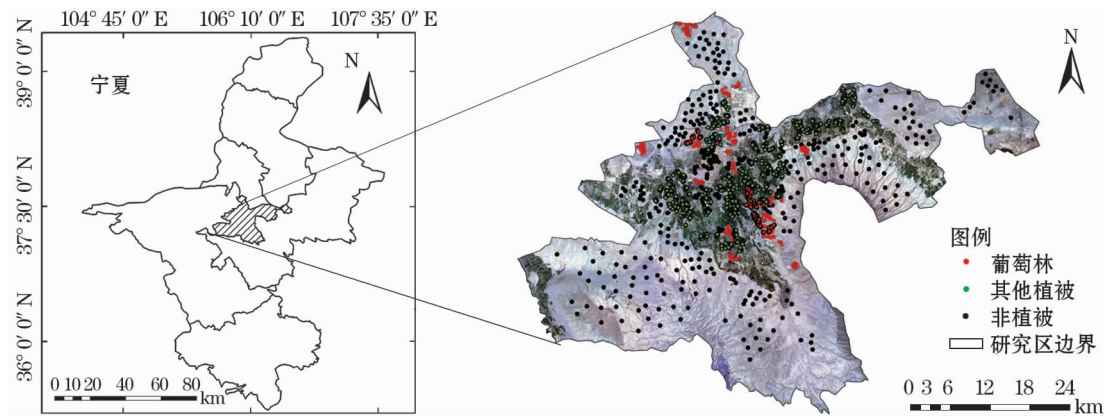 104° 45′ 0″ E
106° 10′ 0″ E
107° 35′ 0″ E
39° 0′ 0″ N
37° 30′ 0″ N
36° 0′ 0″ N
宁夏
N
0 10 20 40 60 80
km
N
图例
葡萄林
其他植被
非植被
研究区边界
0 3 6 12 18 24
km